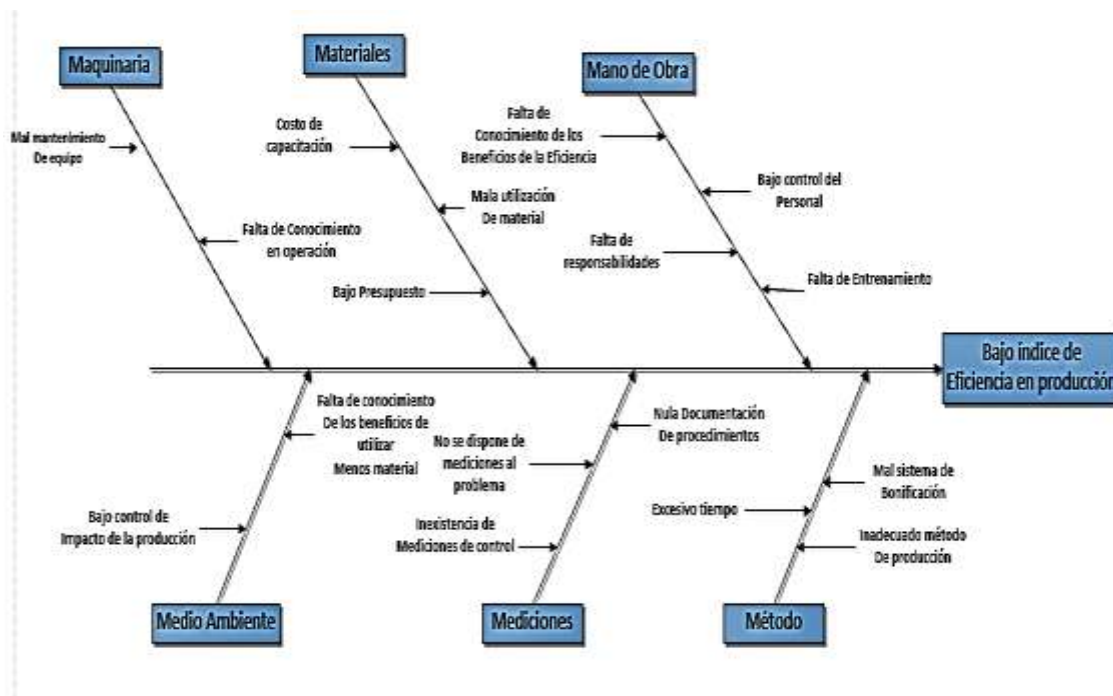 Maquinaria
Materiales
Mano de Obra
Mal mantenimiento
De equipo
Falta de Conocimiento
en operación
Costo de
capacitación
Mala utilización
De material
Bajo Presupuesto
Falta de
Conocimiento de los
Beneficios de la Eficiencia
Bajo control del
Personal
Falta de
responsabilidades
Falta de Entrenamiento
Bajo índice de
Eficiencia en producción
Falta de conocimiento
De los beneficios de
utilizar
Menos material
Bajo control de
Impacto de la producción
Nula Documentación
De procedimientos
No se dispone de
mediciones al
problema
Inexistencia de
Mediciones de control
Mal sistema de
Bonificación
Excesivo tiempo
Inadecuado método
De producción
Medio Ambiente
Mediciones
Método